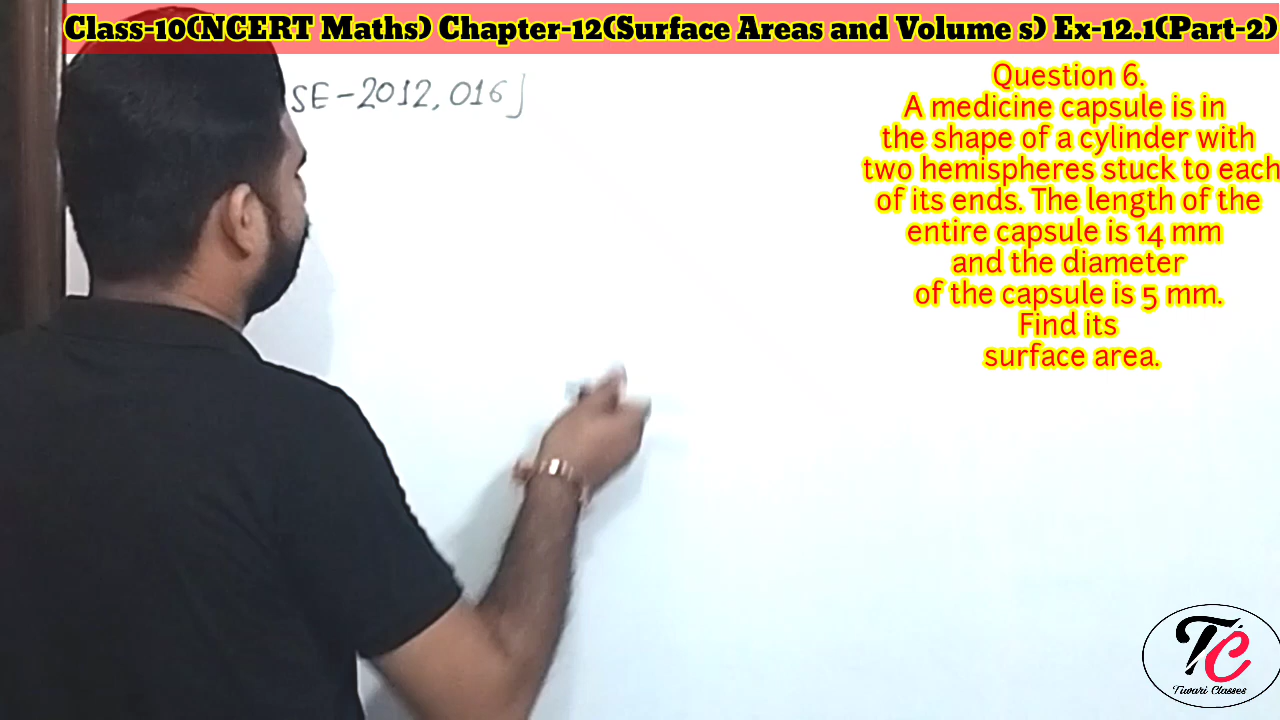 Class-10(NCERT Maths) Chapter-12(Surface Areas and Volume s) Ex-12.1(Part-2)
SE-2012, 016]
Question 6.
A medicine capsule is in
the shape of a cylinder with
two hemispheres stuck to each
of its ends. The length of the
entire capsule is 14 mm
and the diameter
of the capsule is 5 mm.
Find its
surface area.
TC
Tiwari Classes